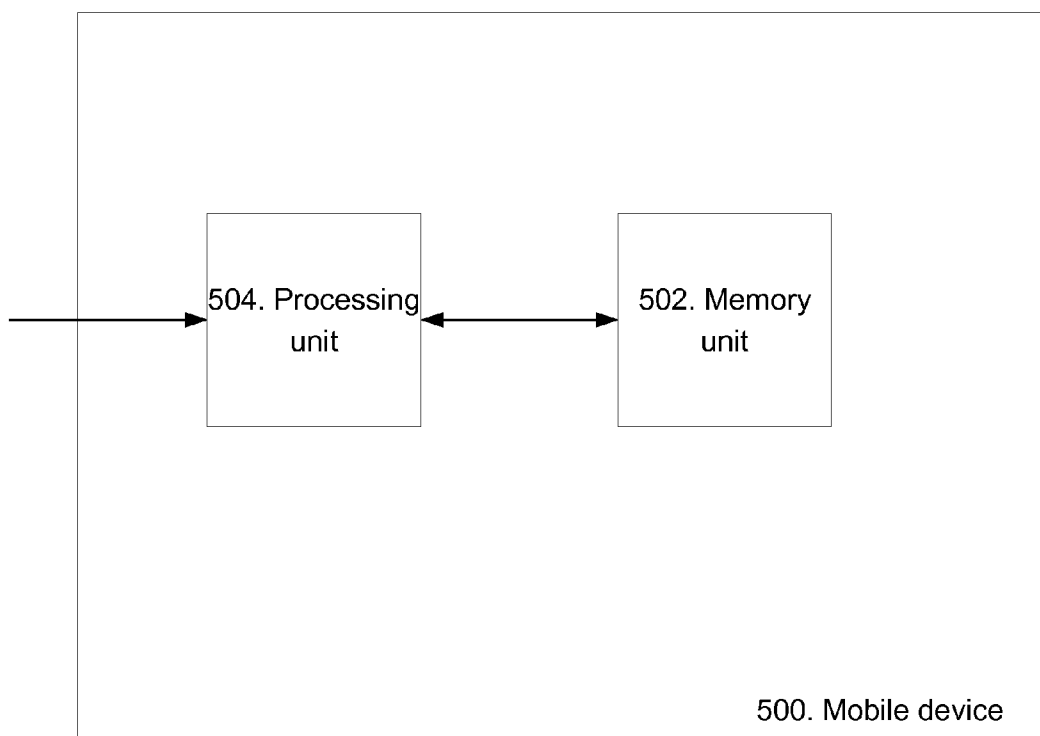 504. Processing
unit
502. Memory
unit
500. Mobile device